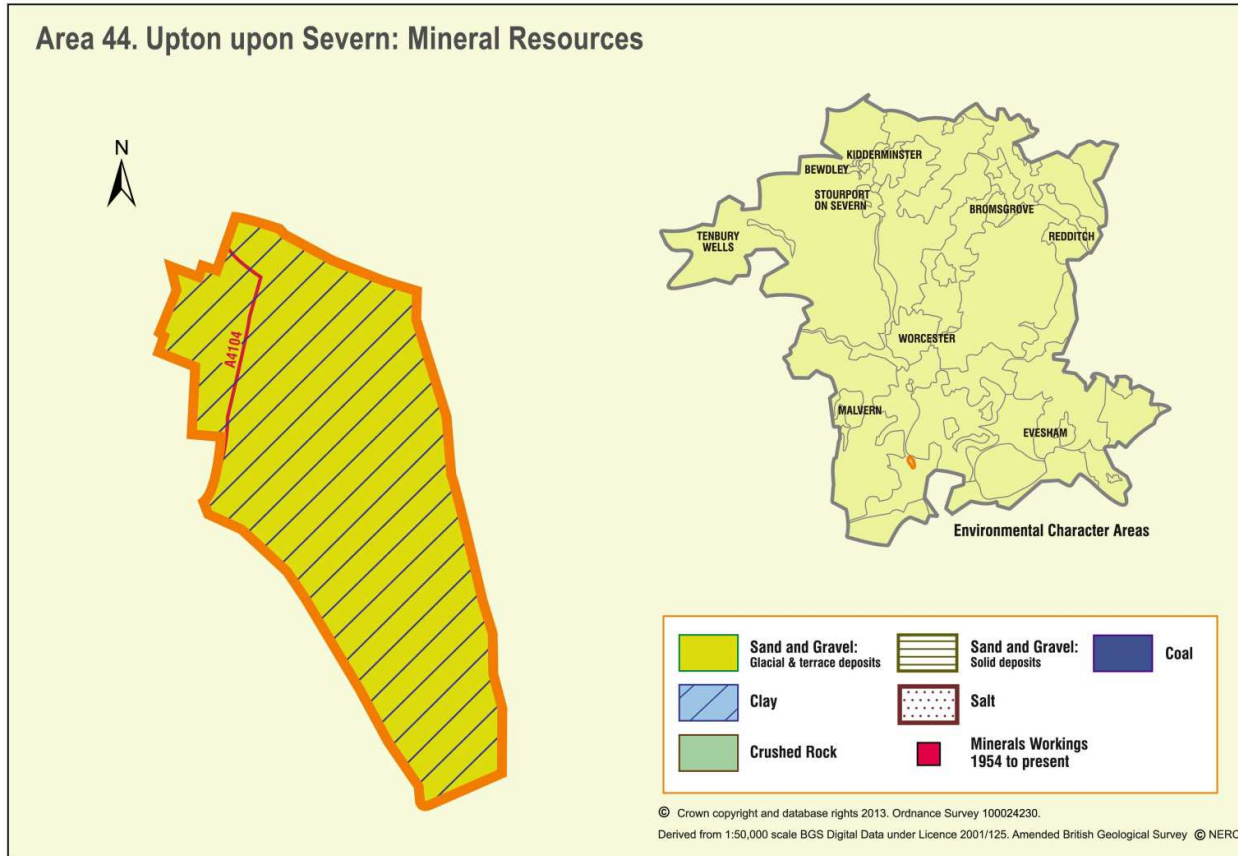 Area 44. Upton upon Severn: Mineral Resources
N
A4104
KIDDERMINSTER
BEWDLEY
STOURPORT
ON SEVERN
BROMSGROVE
TENBURY
WELLS
REDDITCH
WORCESTER
MALVERN
EVESHAM
Environmental Character Areas
Sand and Gravel:
Glacial & terrace deposits
Sand and Gravel:
Solid deposits
Coal
Clay
Salt
Crushed Rock
Minerals Workings
1954 to present
© Crown copyright and database rights 2013. Ordnance Survey 100024230.
Derived from 1:50,000 scale BGS Digital Data under Licence 2001/125. Amended British Geological Survey © NERC